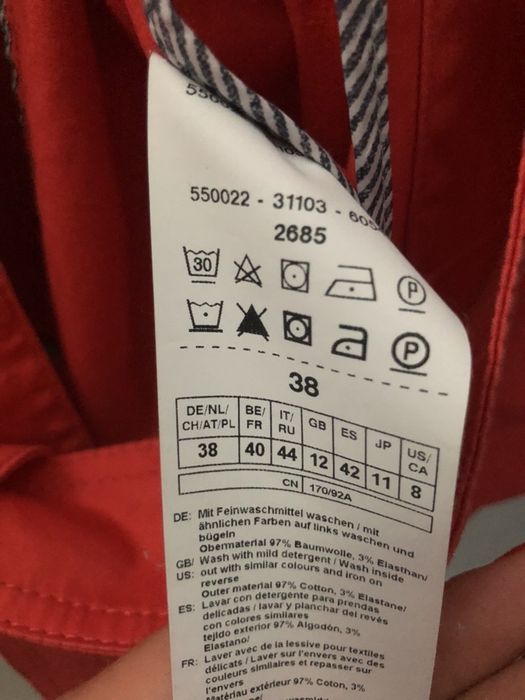 550022 - 31103 - 605
2685
30
P
P
38
DE/NL/ CH/AT/PL BE/ FR IT/ RU GB ES JP US/ CA
38 40 44 12 42 11 8
CN 170/92A
DE: Mit Feinwaschmittel waschen / mit
ähnlichen Farben auf links waschen und
bügeln
Obermaterial 97% Baumwolle, 3% Elasthan/
GB/ Wash with mild detergent / Wash inside
US: out with similar colours and iron on
reverse
Outer material 97% Cotton, 3% Elastane/
ES: Lavar con detergente para prendas
delicadas / lavar y planchar del revés
con colores similares
tejido exterior 97% Algodón, 3%
Elastano/
FR: Laver avec de la lessive pour textiles
délicats / Laver sur l'envers avec des
couleurs similaires et repasser sur
l'envers
Matériau extérieur 97% Coton, 3%